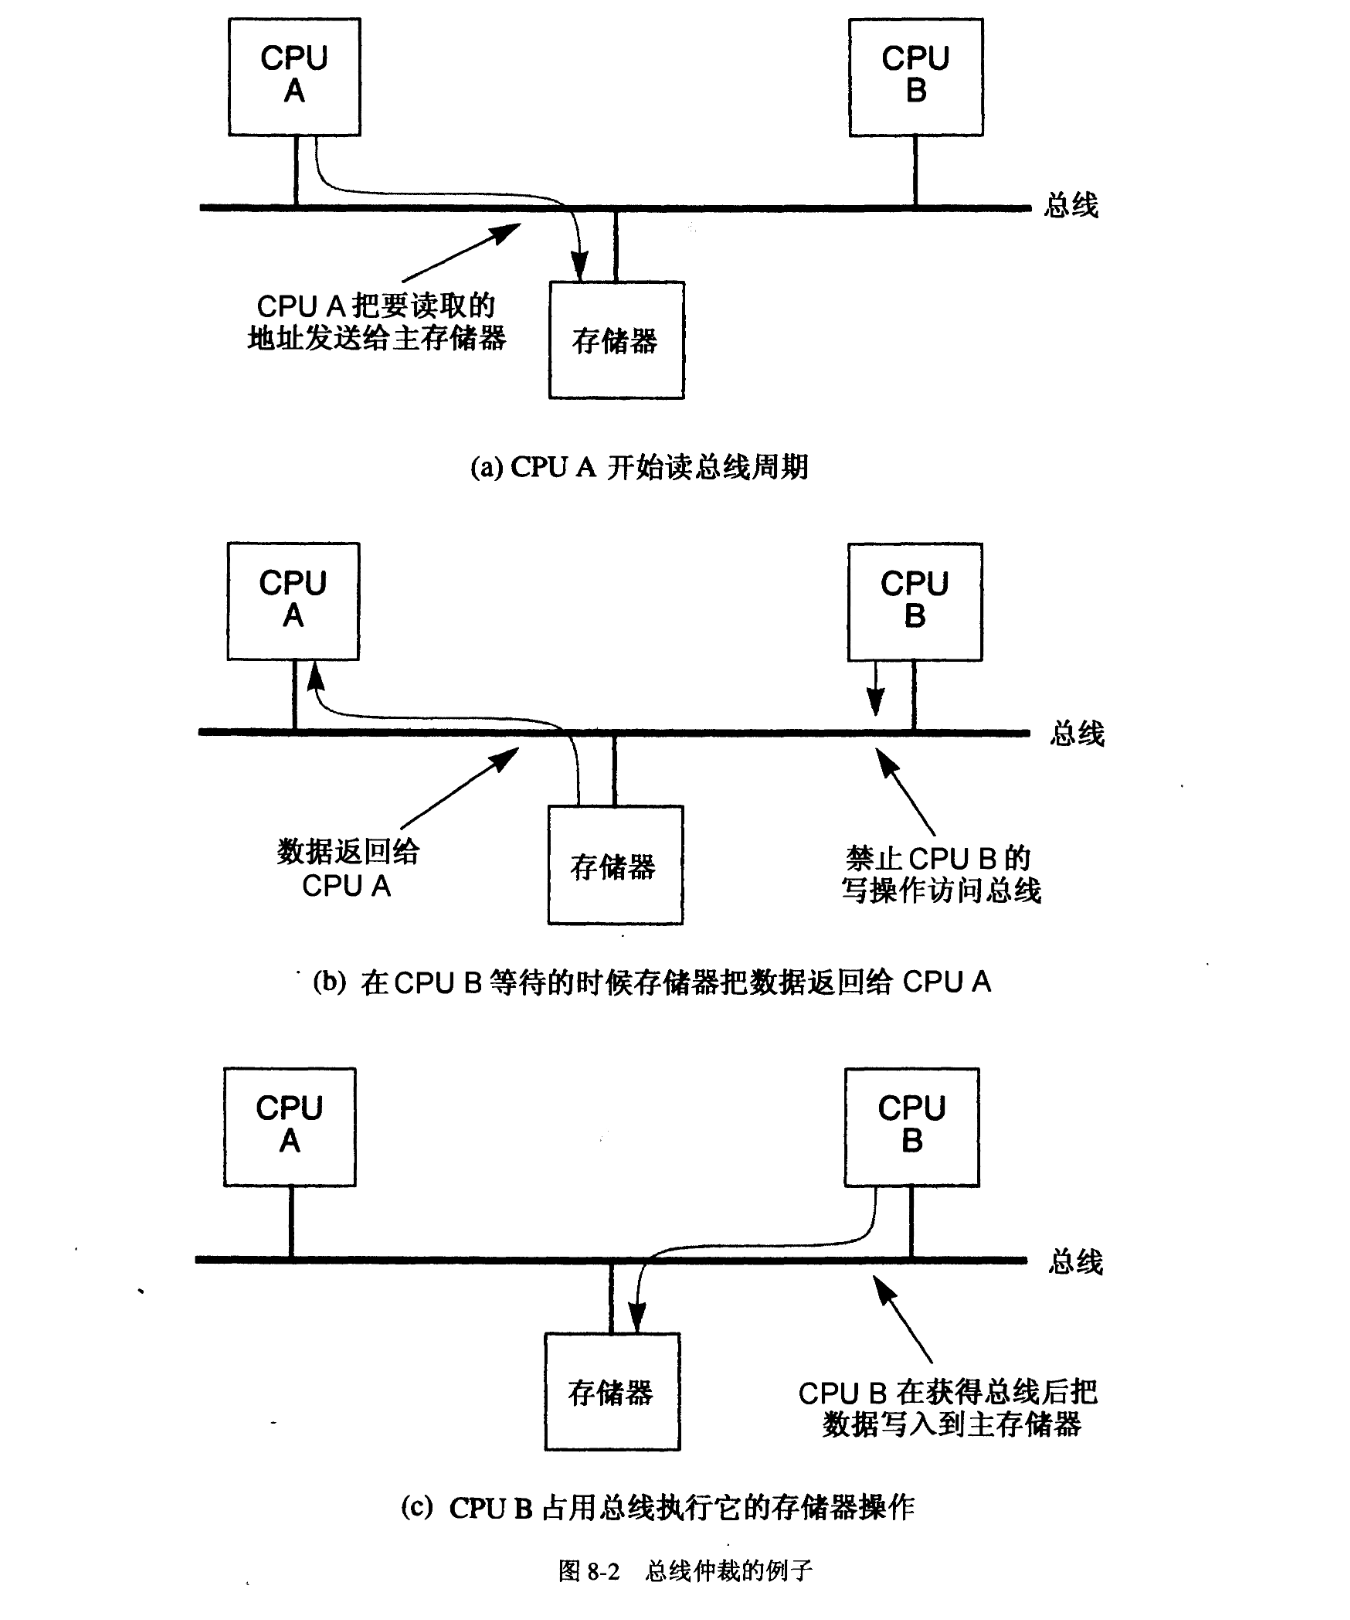 CPU
A
CPU
B
总线
CPU A 把要读取的
地址发送给主存储器
存储器
(a) CPU A 开始读总线周期
CPU
A
CPU
B
总线
数据返回给
CPU A
存储器
禁止 CPU B 的
写操作访问总线
(b) 在 CPU B 等待的时候存储器把数据返回给 CPU A
CPU
A
CPU
B
总线
存储器
CPU B 在获得总线后把
数据写入到主存储器
(c) CPU B 占用总线执行它的存储器操作
图 8-2 总线仲裁的例子